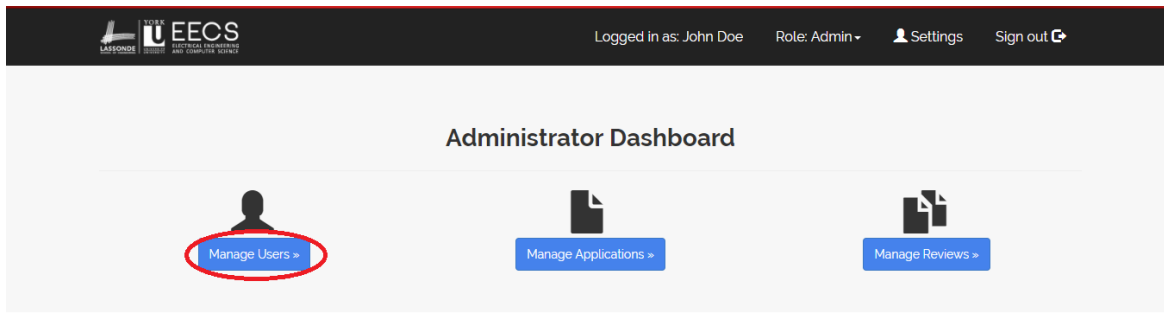 LASSONDE
YORK
U
EECS
ELECTRICAL ENGINEERING
AND COMPUTER SCIENCE
Logged in as: John Doe
Role: Admin
Settings
Sign out
Administrator Dashboard
Manage Users »
Manage Applications »
Manage Reviews »